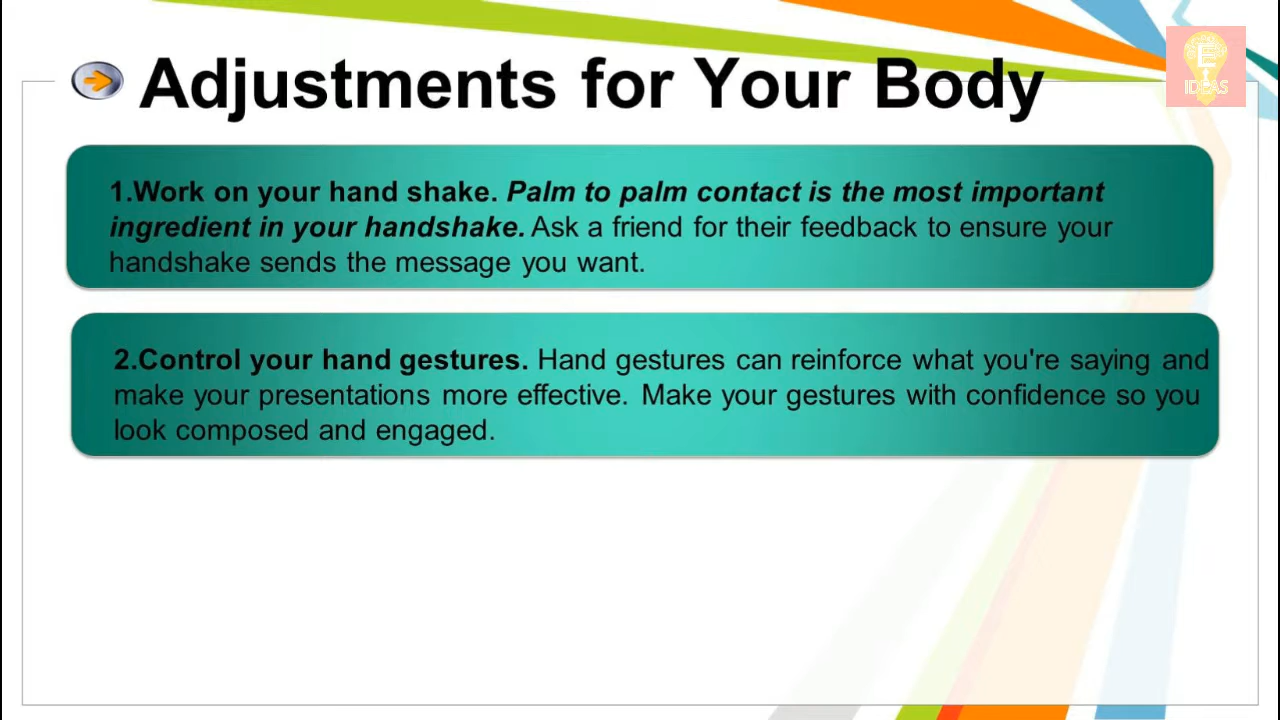 Adjustments for Your Body
E
IDEAS
1.Work on your hand shake. Palm to palm contact is the most important
ingredient in your handshake. Ask a friend for their feedback to ensure your
handshake sends the message you want.
2.Control your hand gestures. Hand gestures can reinforce what you're saying and
make your presentations more effective. Make your gestures with confidence so you
look composed and engaged.